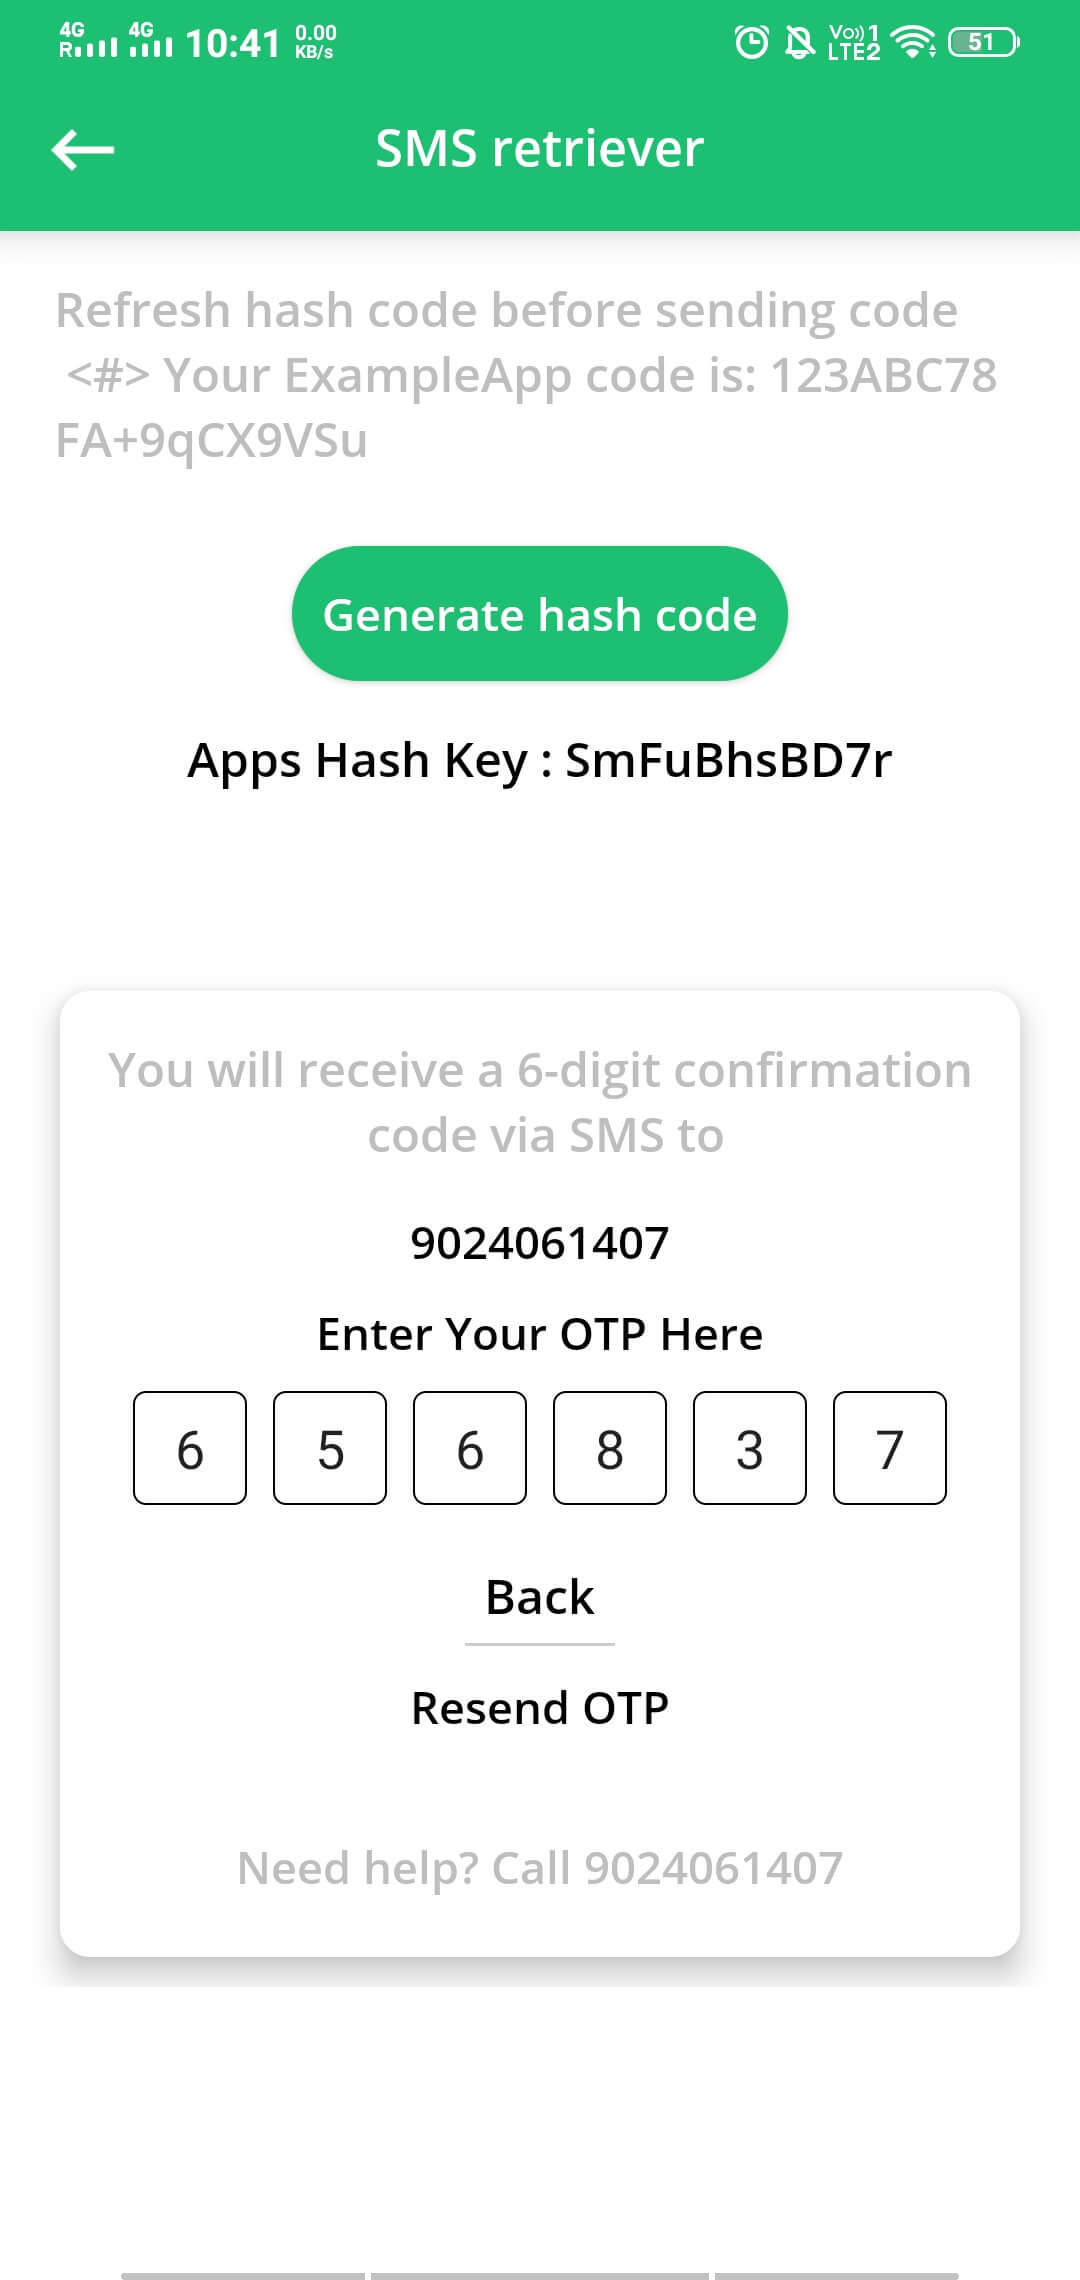 4G 4G 10:41 0.00 KB/s R Vo)) 1 LTE2 51
SMS retriever
Refresh hash code before sending code
<#> Your ExampleApp code is: 123ABC78
FA+9qCX9VSu
Generate hash code
Apps Hash Key : SmFuBhsBD7r
You will receive a 6-digit confirmation
code via SMS to
9024061407
Enter Your OTP Here
6 5 6 8 3 7
Back
Resend OTP
Need help? Call 9024061407